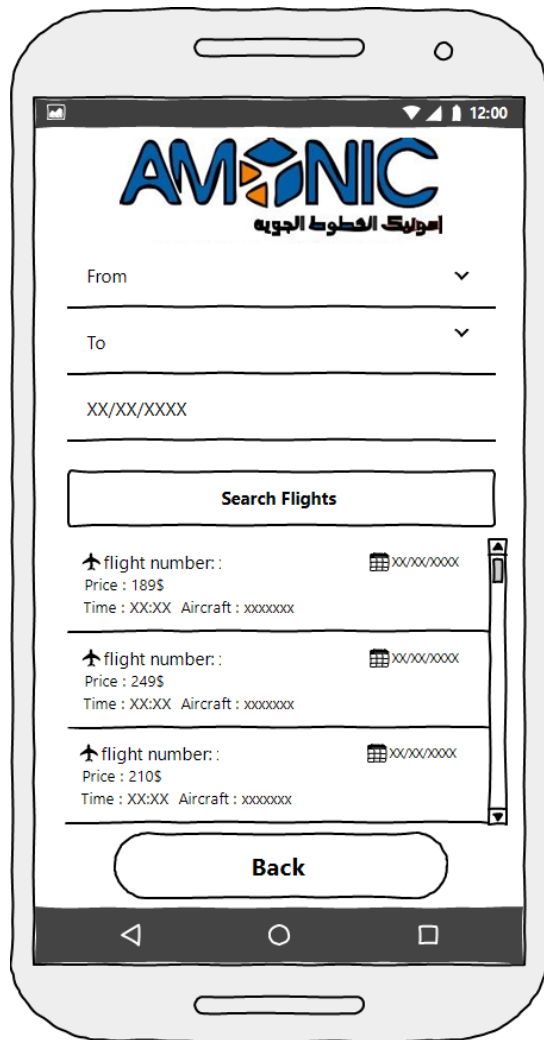 12:00
AMONIC
امونیک الخطوط الجویه
From
To
XX/XX/XXXX
Search Flights
flight number: : XX/XX/XXXX
Price : 189$
Time : XX:XX Aircraft : xxxxxxx
flight number: : XX/XX/XXXX
Price : 249$
Time : XX:XX Aircraft : xxxxxxx
flight number: : XX/XX/XXXX
Price : 210$
Time : XX:XX Aircraft : xxxxxxx
Back